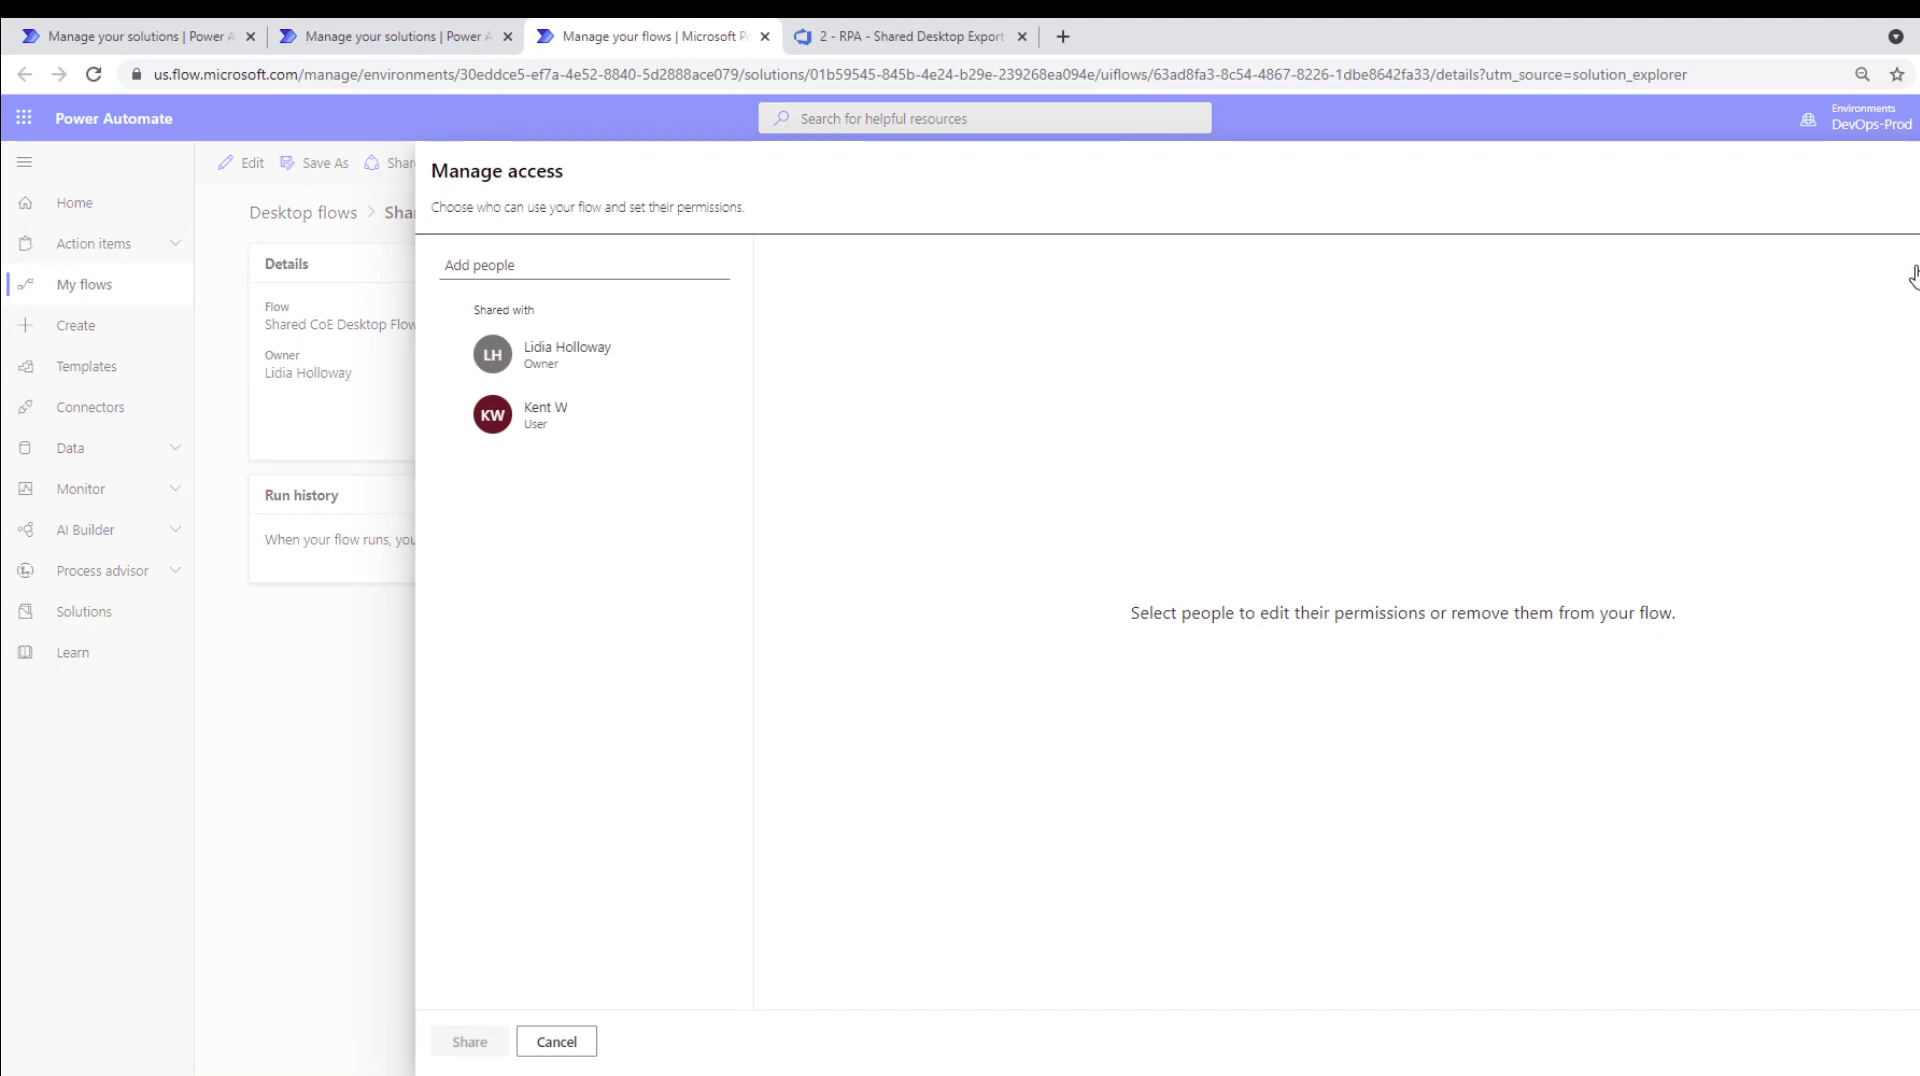 Manage your solutions | Power A
Manage your solutions | Power A
Manage your flows | Microsoft Po
2 - RPA - Shared Desktop Export
us.flow.microsoft.com/manage/environments/30eddce5-ef7a-4e52-8840-5d2888ace079/solutions/01b59545-845b-4e24-b29e-239268ea094e/uiflows/63ad8fa3-8c54-4867-8226-1dbe8642fa33/details?utm_source=solution_explorer
Power Automate
Search for helpful resources
Environments
DevOps-Prod
Home
Action items
My flows
Create
Templates
Connectors
Data
Monitor
AI Builder
Process advisor
Solutions
Learn
Edit
Save As
Share
Desktop flows > Sha
Details
Flow
Shared CoE Desktop Flow
Owner
Lidia Holloway
Run history
When your flow runs, you
Manage access
Choose who can use your flow and set their permissions.
Add people
Shared with
LH
Lidia Holloway
Owner
KW
Kent W
User
Select people to edit their permissions or remove them from your flow.
Share
Cancel